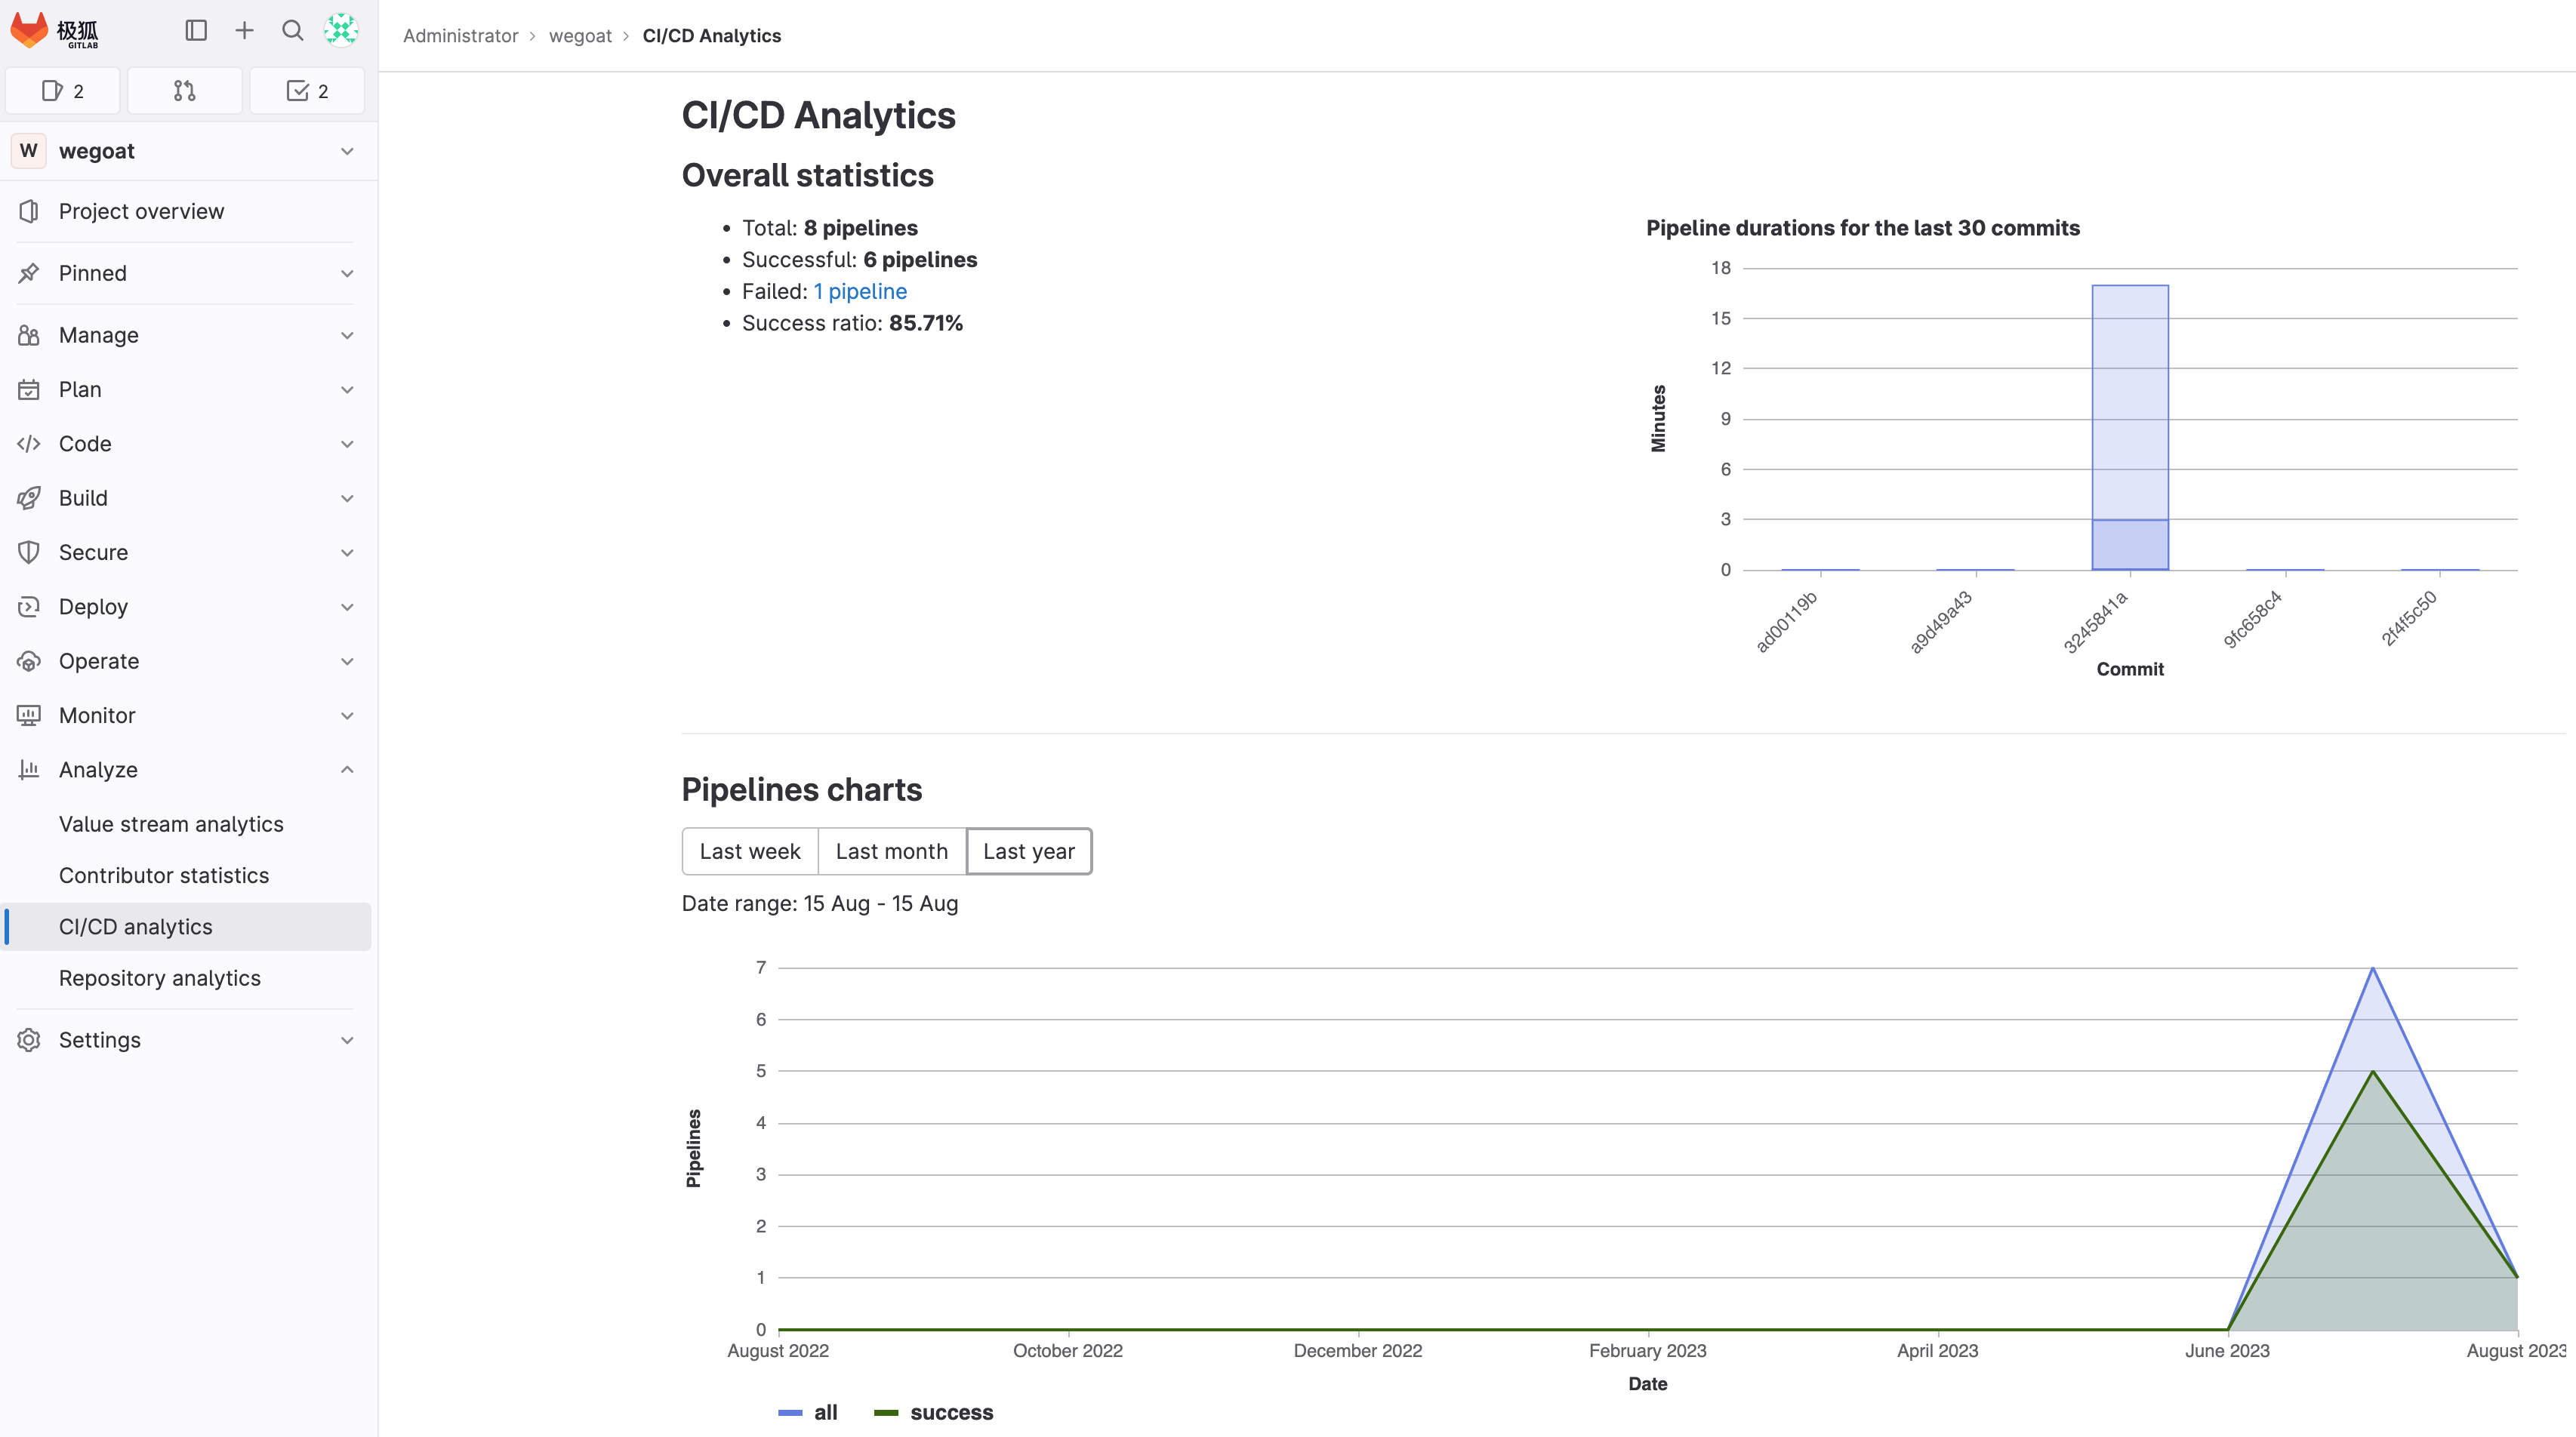 极狐
GITLAB
2
2
W wegoat
Project overview
Pinned
Manage
Plan
Code
Build
Secure
Deploy
Operate
Monitor
Analyze
Value stream analytics
Contributor statistics
CI/CD analytics
Repository analytics
Settings
Administrator › wegoat › CI/CD Analytics
CI/CD Analytics
Overall statistics
• Total: 8 pipelines
• Successful: 6 pipelines
• Failed: 1 pipeline
• Success ratio: 85.71%
Pipeline durations for the last 30 commits
18
15
12
9
6
3
0
Minutes
ad00119b
a9d49a43
3245841a
9fc658c4
2f4f5c50
Commit
Pipelines charts
Last week Last month Last year
Date range: 15 Aug - 15 Aug
7
6
5
4
3
2
1
0
Pipelines
August 2022 October 2022 December 2022 February 2023 April 2023 June 2023 August 2023
Date
all success